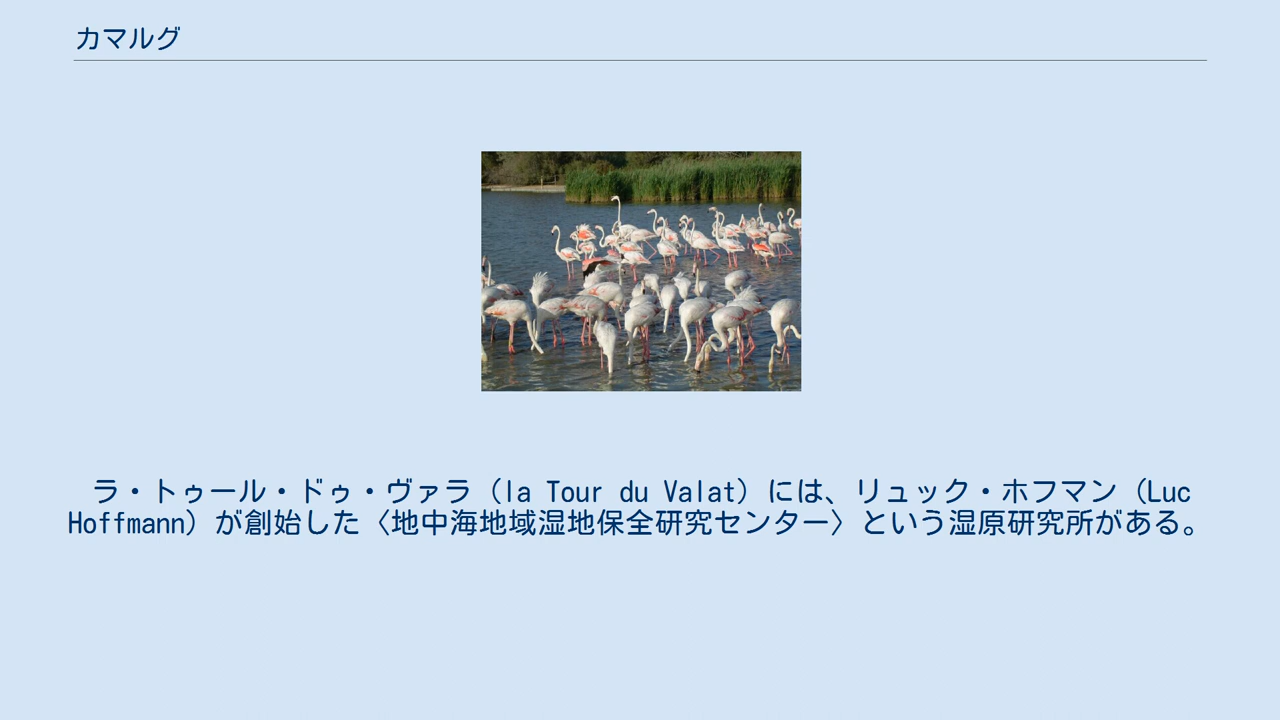 カマルグ
ラ・トゥール・ドゥ・ヴァラ（la Tour du Valat）には、リュック・ホフマン（Luc
Hoffmann）が創始した〈地中海地域湿地保全研究センター〉という湿原研究所がある。